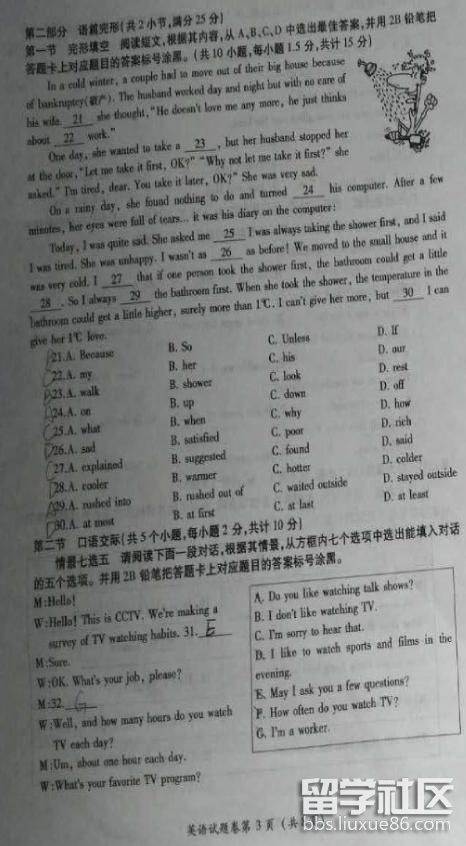 第二部分 语篇完形(共2小节,满分25分)
第一节 完形填空 阅读短文,根据其内容,从A、B、C、D中选出最佳答案,并用2B铅笔把
答题卡上对应题目的答案标号涂黑。(共10小题,每小题1.5分,共计15分)
In a cold winter, a couple had to move out of their big house because
of bankruptcy(破产). The husband worked day and night but with no care of
his wife. 21 she thought,"He doesn't love me any more, he just thinks
about 22 work."
One day, she wanted to take a 23 , but her husband stopped her
at the door,"Let me take it first, OK?" "Why not let me take it first?" she
asked."I'm tired, dear. You take it later, OK?" She was very sad.
On a rainy day, she found nothing to do and turned 24 his computer. After a few
minutes, her eyes were full of tears... it was his diary on the computer:
Today, I was quite sad. She asked me 25 I was always taking the shower first, and I said
I was tired. She was unhappy. I wasn't as 26 as before! We moved to the small house and it
was very cold. I 27 that if one person took the shower first, the bathroom could get a little
28 . So I always 29 the bathroom first. When she took the shower, the temperature in the
bathroom could get a little higher, surely more than 1℃. I can't give her more, but 30 I can
give her 1℃ love.
21.A. Because B. So C. Unless D. If
22.A. my B. her C. his D. our
23.A. walk B. shower C. look D. rest
24.A. on B. up C. down D. off
25.A. what B. when C. why D. how
26.A. sad B. satisfied C. poor D. rich
27.A. explained B. suggested C. found D. said
28.A. cooler B. warmer C. hotter D. colder
29.A. rushed into B. rushed out of C. waited outside D. stayed outside
30.A. at most B. at first C. at last D. at least
第二节 口语交际(共5个小题,每小题2分,共计10分)
情景七选五 请阅读下面一段对话,根据其情景,从方框内七个选项中选出能填入对话
的五个选项。并用2B铅笔把答题卡上对应题目的答案标号涂黑。
M:Hello!
W:Hello! This is CCTV. We're making a
survey of TV watching habits. 31. E
M:Sure.
W:OK. What's your job, please?
M:32. G
W:Well, and how many hours do you watch
TV each day?
M:Um, about one hour each day.
W:What's your favorite TV program?
A. Do you like watching talk shows?
B. I don't like watching TV.
C. I'm sorry to hear that.
D. I like to watch sports and films in the
evening.
E. May I ask you a few questions?
F. How often do you watch TV?
G. I'm a worker.
英语试题卷第3页(共
留学社区
bbs.liuxue86.com